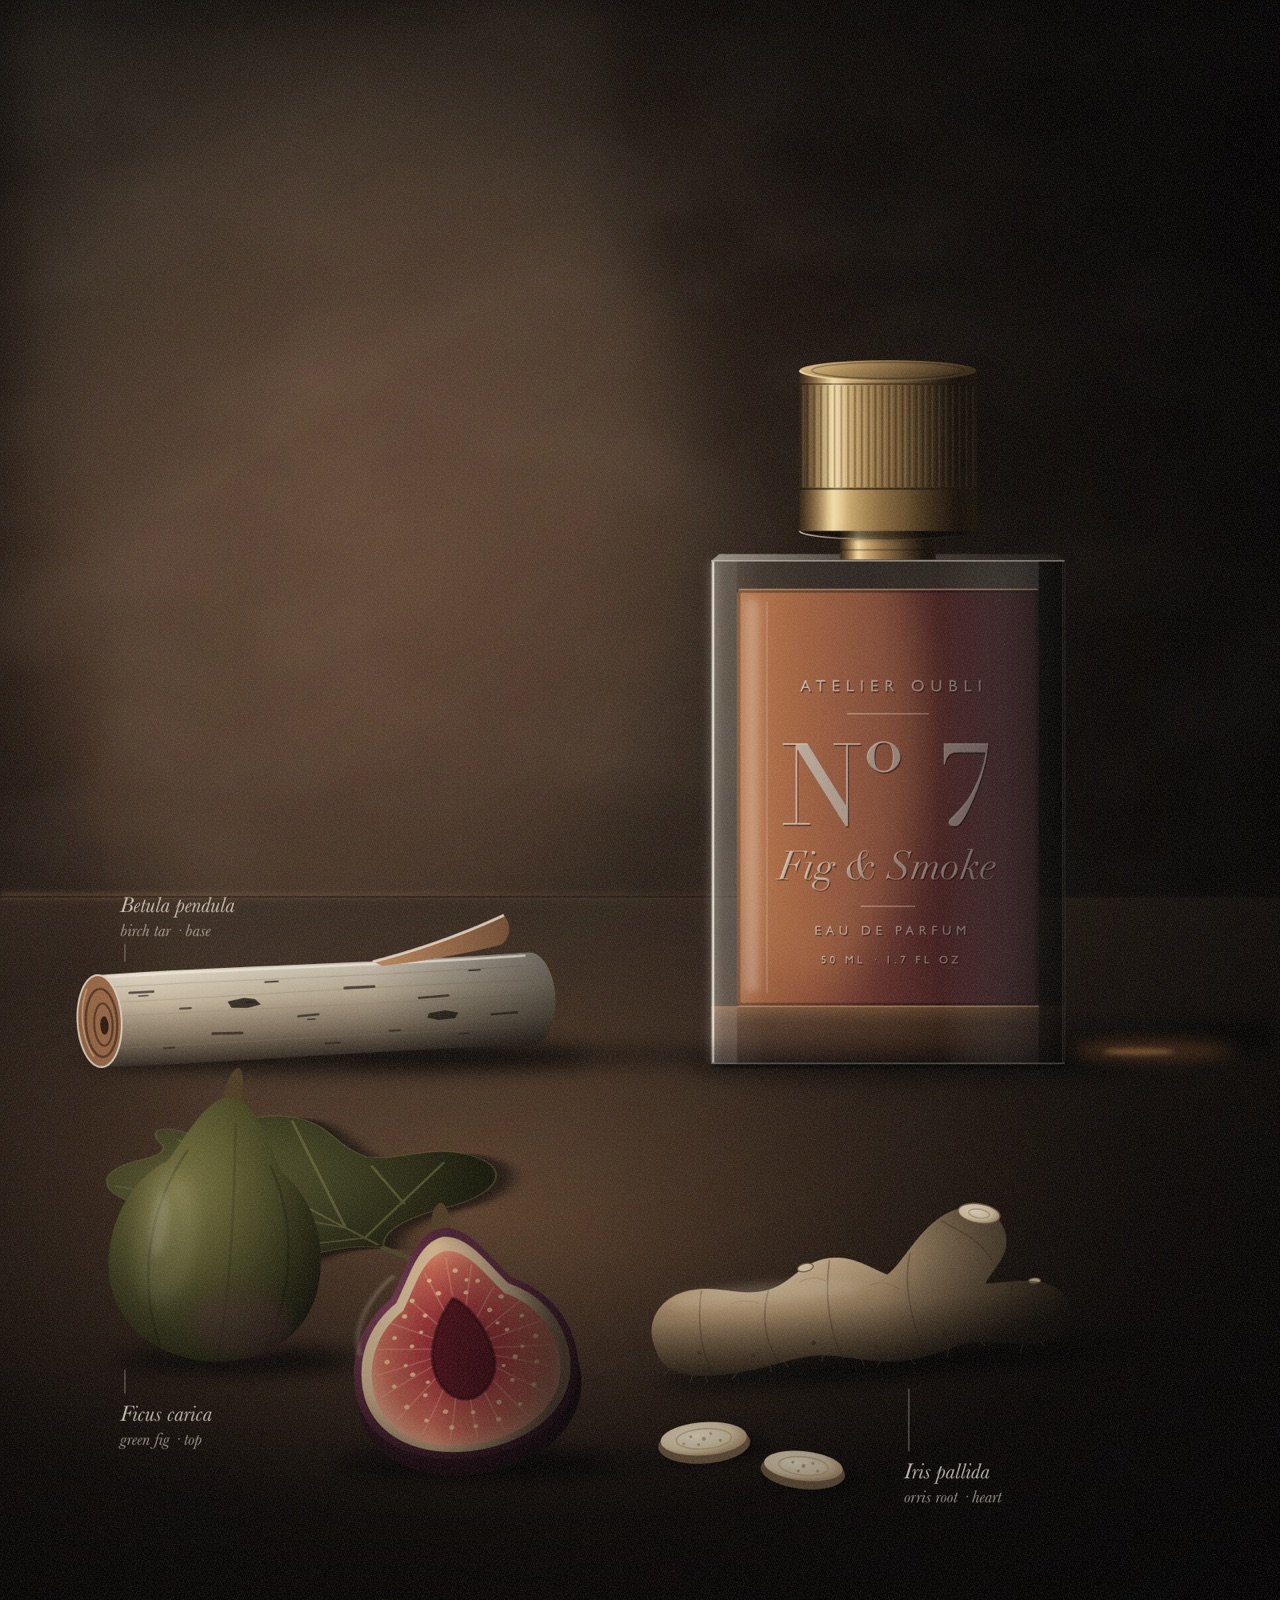 ATELIER OUBLI
Nº 7
Fig & Smoke
EAU DE PARFUM
50 ML · 1.7 FL OZ
Betula pendula
birch tar · base
Ficus carica
green fig · top
Iris pallida
orris root · heart